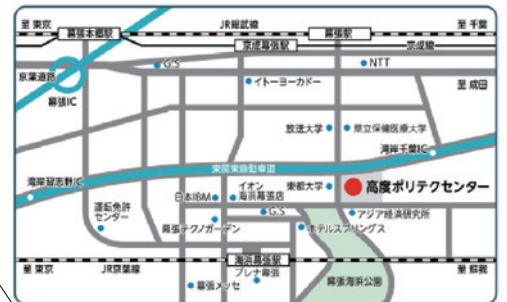 至 東京
JR総武線
至 千葉
幕張本郷駅
京成幕張駅
幕張駅
京成線
G.S
NTT
京葉道路
イトーヨーカドー
至 成田
幕張IC
放送大学
県立保健医療大学
湾岸千葉IC
東関東自動車道
湾岸習志野IC
日本IBM
イオン
海浜幕張店
東都大学
高度ポリテクセンター
運転免許
センター
G.S
アジア経済研究所
幕張テクノガーデン
ホテルスプリングス
海浜幕張駅
至 東京
JR京葉線
プレナ幕張
至 蘇我
幕張メッセ
幕張海浜公園